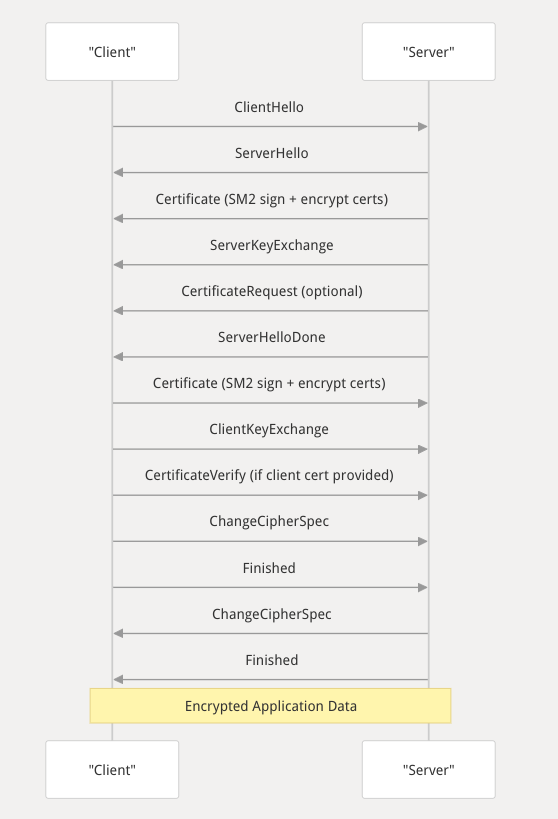 "Client" "Server"
ClientHello
ServerHello
Certificate (SM2 sign + encrypt certs)
ServerKeyExchange
CertificateRequest (optional)
ServerHelloDone
Certificate (SM2 sign + encrypt certs)
ClientKeyExchange
CertificateVerify (if client cert provided)
ChangeCipherSpec
Finished
ChangeCipherSpec
Finished
Encrypted Application Data
"Client" "Server"